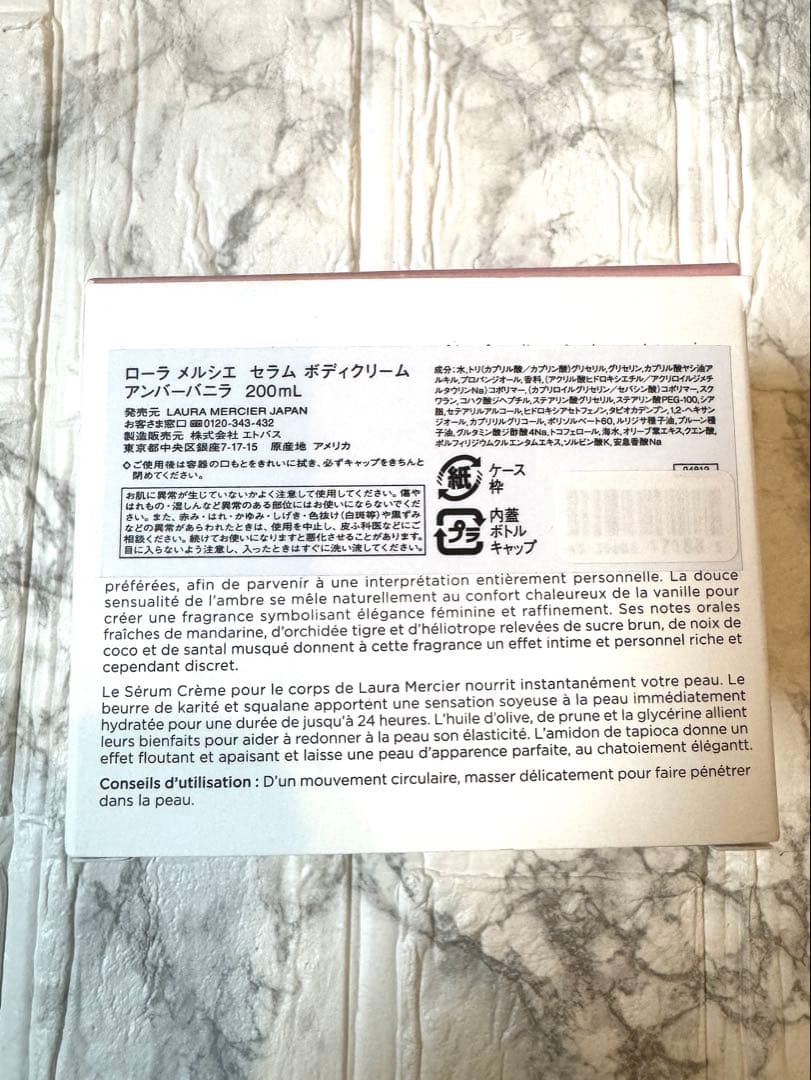 ローラ メルシエ セラム ボディクリーム
アンバーバニラ 200mL
発売元 LAURA MERCIER JAPAN
お客さま窓口 0120-343-432
製造販売元 株式会社 エトバス
東京都中央区銀座7-17-15 原産地 アメリカ
◇ご使用後は容器の口もとをきれいに拭き、必ずキャップをきちんと
閉めてください。
お肌に異常が生じていないかよく注意して使用してください。傷や
はれもの・湿しんなど異常のある部位にはお使いにならないでくだ
さい。また、赤み・はれ・かゆみ・しげき・色抜け(白斑等)や黒ずみ
などの異常があらわれたときは、使用を中止し、皮ふ科医などにご
相談ください。続けてお使いになりますと悪化させることがあります。
目に入らないよう注意し、入ったときはすぐに洗い流してください。
成分:水、トリ(カプリル酸/カプリン酸)グリセリル、グリセリン、カプリル酸ヤシ油ア
ルキル、プロパンジオール、香料、(アクリル酸ヒドロキシエチル/アクリロイルジメチ
ルタウリンNa)コポリマー、(カプロイルグリセリン/セバシン酸)コポリマー、スク
ワラン、コハク酸ジヘプチル、ステアリン酸グリセリル、ステアリン酸PEG-100、シア
脂、セテアリルアルコール、ヒドロキシアセトフェノン、タピオカデンプン、1,2-ヘキサン
ジオール、カプリリルグリコール、ポリソルベート60、ルリジサ種子油、プルーン種子
油、グルタミン酸ジ酢酸4Na、トコフェロール、海水、オリーブ葉エキス、クエン酸、
ポルフィリジウムクルエンタムエキス、ソルビン酸K、安息香酸Na
紙
ケース
枠
プラ
内蓋
ボトル
キャップ
préférées, afin de parvenir à une interprétation entièrement personnelle. La douce
sensualité de l'ambre se mêle naturellement au confort chaleureux de la vanille pour
créer une fragrance symbolisant élégance féminine et raffinement. Ses notes orales
fraîches de mandarine, d'orchidée tigre et d'héliotrope relevées de sucre brun, de noix de
coco et de santal musqué donnent à cette fragrance un effet intime et personnel riche et
cependant discret.
Le Sérum Crème pour le corps de Laura Mercier nourrit instantanément votre peau. Le
beurre de karité et squalane apportent une sensation soyeuse à la peau immédiatement
hydratée pour une durée de jusqu'à 24 heures. L'huile d'olive, de prune et la glycérine allient
leurs bienfaits pour aider à redonner à la peau son élasticité. L'amidon de tapioca donne un
effet floutant et apaisant et laisse une peau d'apparence parfaite, au chatoiement élégantt.
Conseils d'utilisation : D'un mouvement circulaire, masser délicatement pour faire pénétrer
dans la peau.